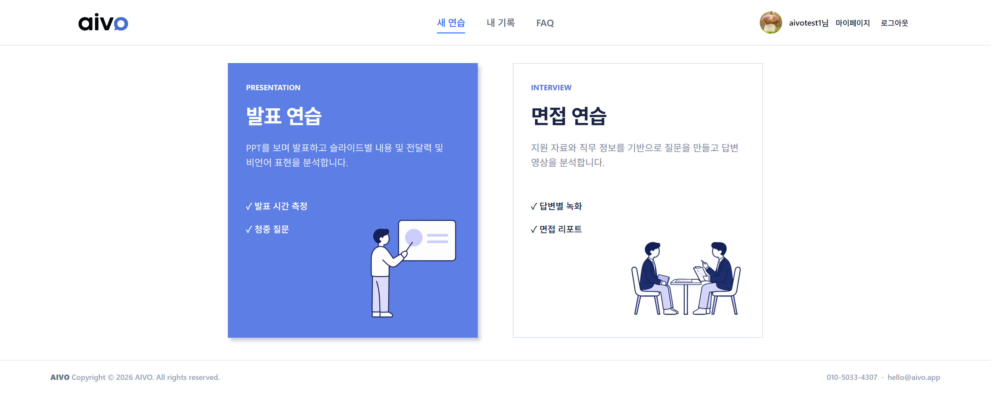 aivo
새 연습
내 기록
FAQ
aivotest1님
마이페이지
로그아웃
PRESENTATION
발표 연습
PPT를 보며 발표하고 슬라이드별 내용 및 전달력 및
비언어 표현을 분석합니다.
✓ 발표 시간 측정
✓ 청중 질문
INTERVIEW
면접 연습
지원 자료와 직무 정보를 기반으로 질문을 만들고 답변
영상을 분석합니다.
✓ 답변별 녹화
✓ 면접 리포트
AIVO Copyright © 2026 AIVO. All rights reserved.
010-5033-4307 · hello@aivo.app